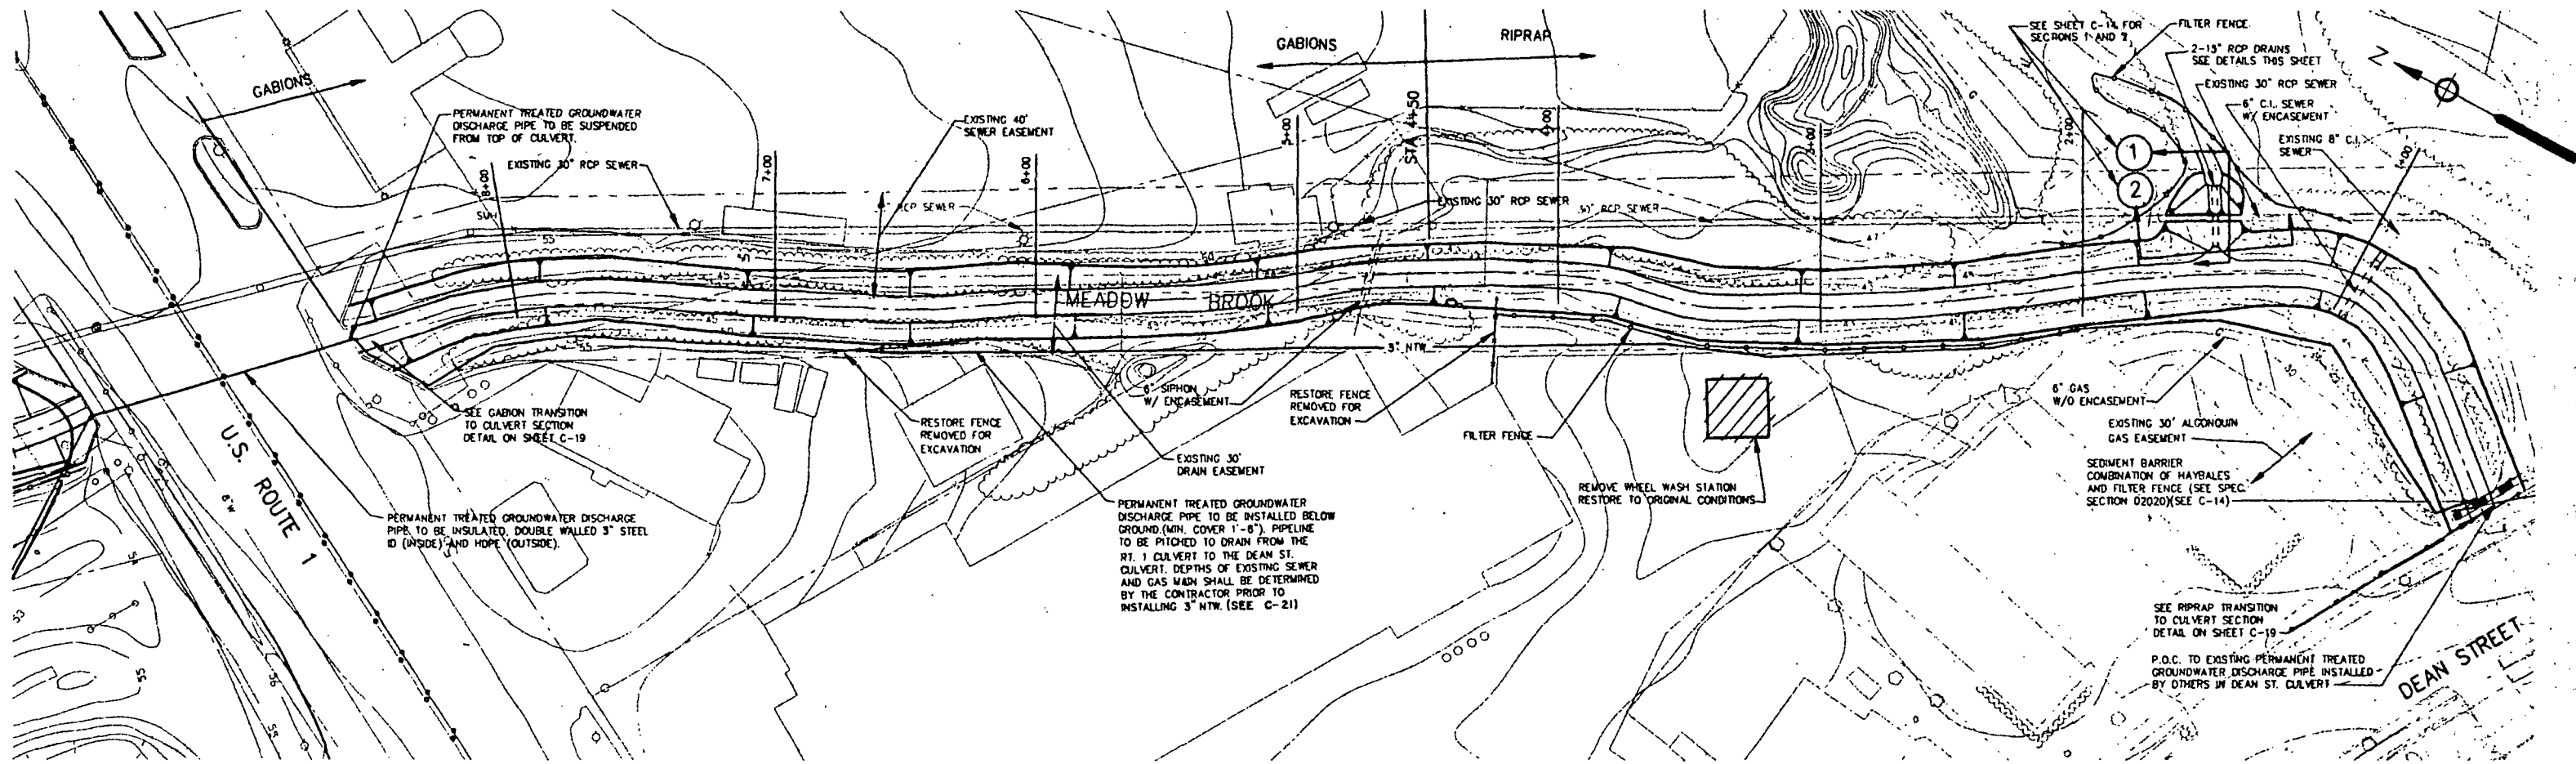 GABIONS
PERMANENT TREATED GROUNDWATER
DISCHARGE PIPE TO BE SUSPENDED
FROM TOP OF CULVERT.
EXISTING 30" RCP SEWER
8+00
SMH
7+00
RCP SEWER
EXISTING 40'
SEWER EASEMENT
6+00
5+00
GABIONS
RIPRAP
STA 4+50
4+00
EXISTING 30" RCP SEWER
30" RCP SEWER
3+00
SEE SHEET C-14 FOR
SECTIONS 1 AND 2
FILTER FENCE
2-15" RCP DRAINS
SEE DETAILS THIS SHEET
EXISTING 30" RCP SEWER
6" C.I. SEWER
W/ ENCASEMENT
EXISTING 8" C.I.
SEWER
2+00
1
2
1+00
Z
MEADOW BROOK
3" NTW
55
45
47
SEE GABION TRANSITION
TO CULVERT SECTION
DETAIL ON SHEET C-19
U.S. ROUTE 1
8"W
PERMANENT TREATED GROUNDWATER DISCHARGE
PIPE TO BE INSULATED, DOUBLE WALLED 3" STEEL
ID (INSIDE) AND HDPE (OUTSIDE).
RESTORE FENCE
REMOVED FOR
EXCAVATION
6" SIPHON
W/ ENCASEMENT
EXISTING 30'
DRAIN EASEMENT
PERMANENT TREATED GROUNDWATER
DISCHARGE PIPE TO BE INSTALLED BELOW
GROUND.(MIN. COVER 1'-6"). PIPELINE
TO BE PITCHED TO DRAIN FROM THE
RT. 1 CULVERT TO THE DEAN ST.
CULVERT. DEPTHS OF EXISTING SEWER
AND GAS MAIN SHALL BE DETERMINED
BY THE CONTRACTOR PRIOR TO
INSTALLING 3" NTW. (SEE C-21)
RESTORE FENCE
REMOVED FOR
EXCAVATION
FILTER FENCE
REMOVE WHEEL WASH STATION
RESTORE TO ORIGINAL CONDITIONS
6" GAS
W/O ENCASEMENT
EXISTING 30' ALGONQUIN
GAS EASEMENT
SEDIMENT BARRIER
COMBINATION OF HAYBALES
AND FILTER FENCE (SEE SPEC.
SECTION 02020)(SEE C-14)
SEE RIPRAP TRANSITION
TO CULVERT SECTION
DETAIL ON SHEET C-19
P.O.C. TO EXISTING PERMANENT TREATED
GROUNDWATER DISCHARGE PIPE INSTALLED
BY OTHERS IN DEAN ST. CULVERT
DEAN STREET
54
55
56
55